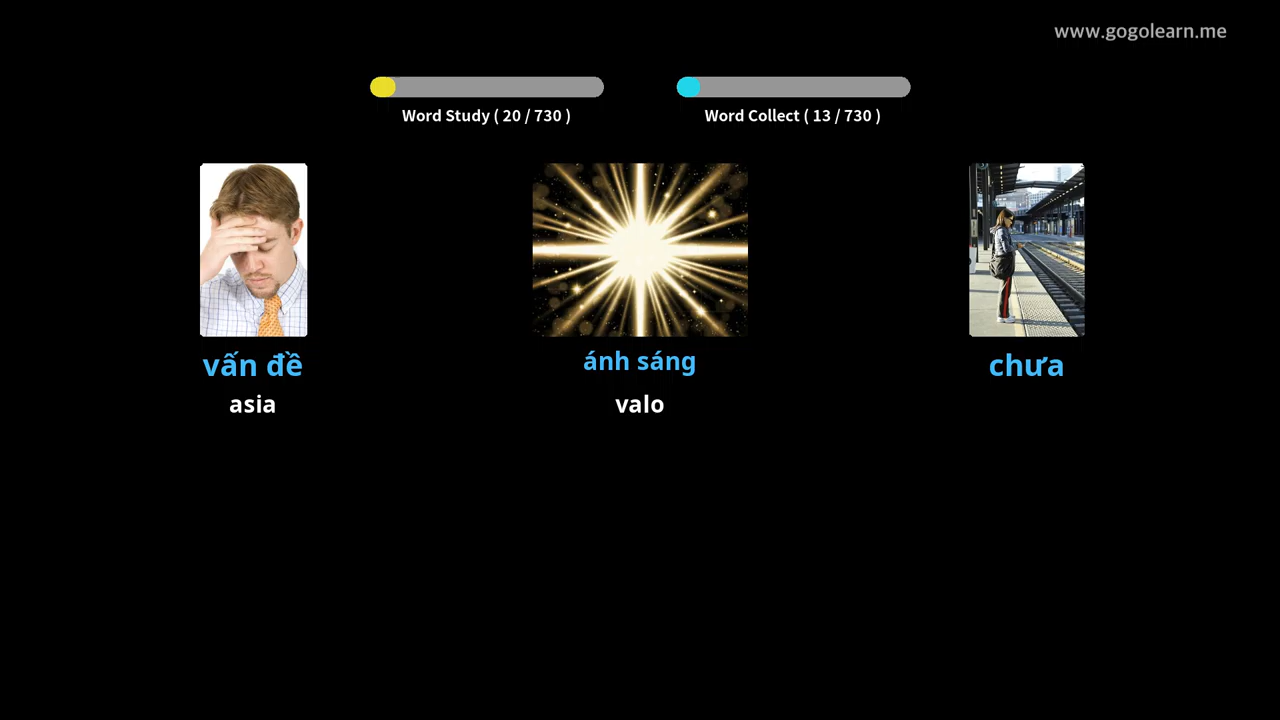 www.gogolearn.me
Word Study ( 20 / 730 )
Word Collect ( 13 / 730 )
vấn đề
ánh sáng
chưa
asia
valo